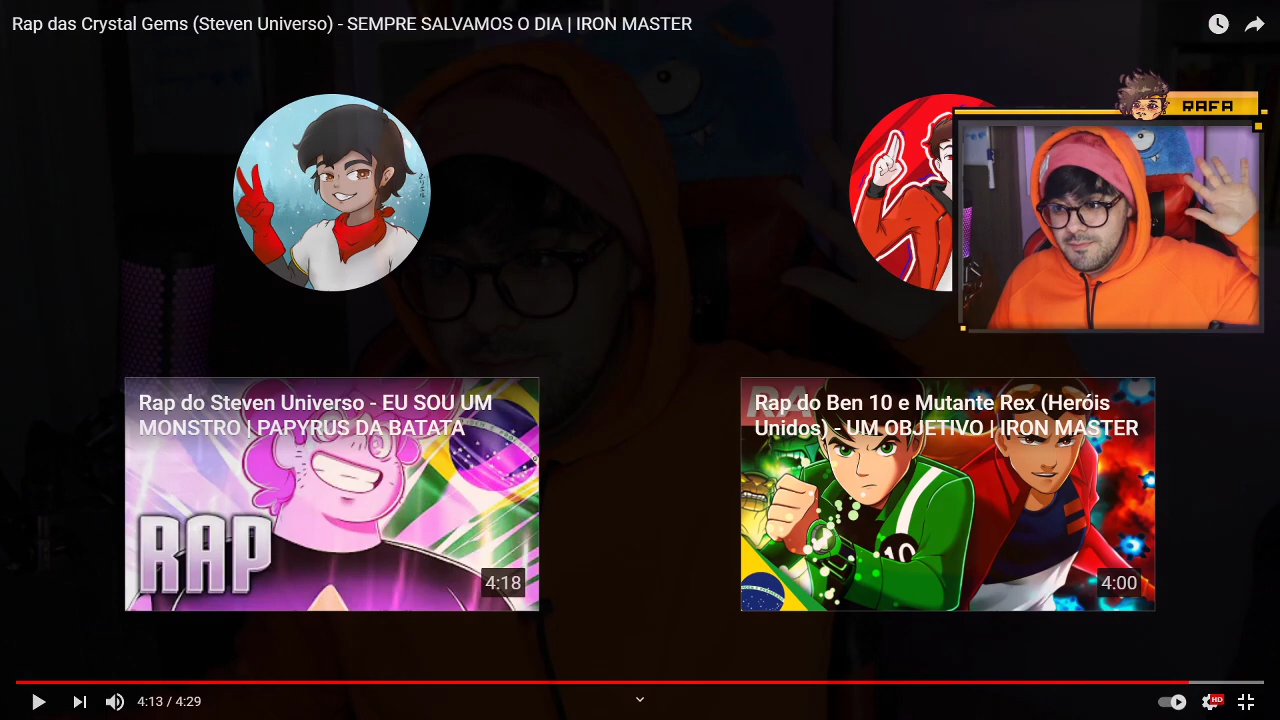 Rap das Crystal Gems (Steven Universo) - SEMPRE SALVAMOS O DIA | IRON MASTER
RAFA
Rap do Steven Universo - EU SOU UM
MONSTRO | PAPYRUS DA BATATA
RAP
4:18
Rap do Ben 10 e Mutante Rex (Heróis
Unidos) - UM OBJETIVO | IRON MASTER
10
4:00
4:13 / 4:29
HD